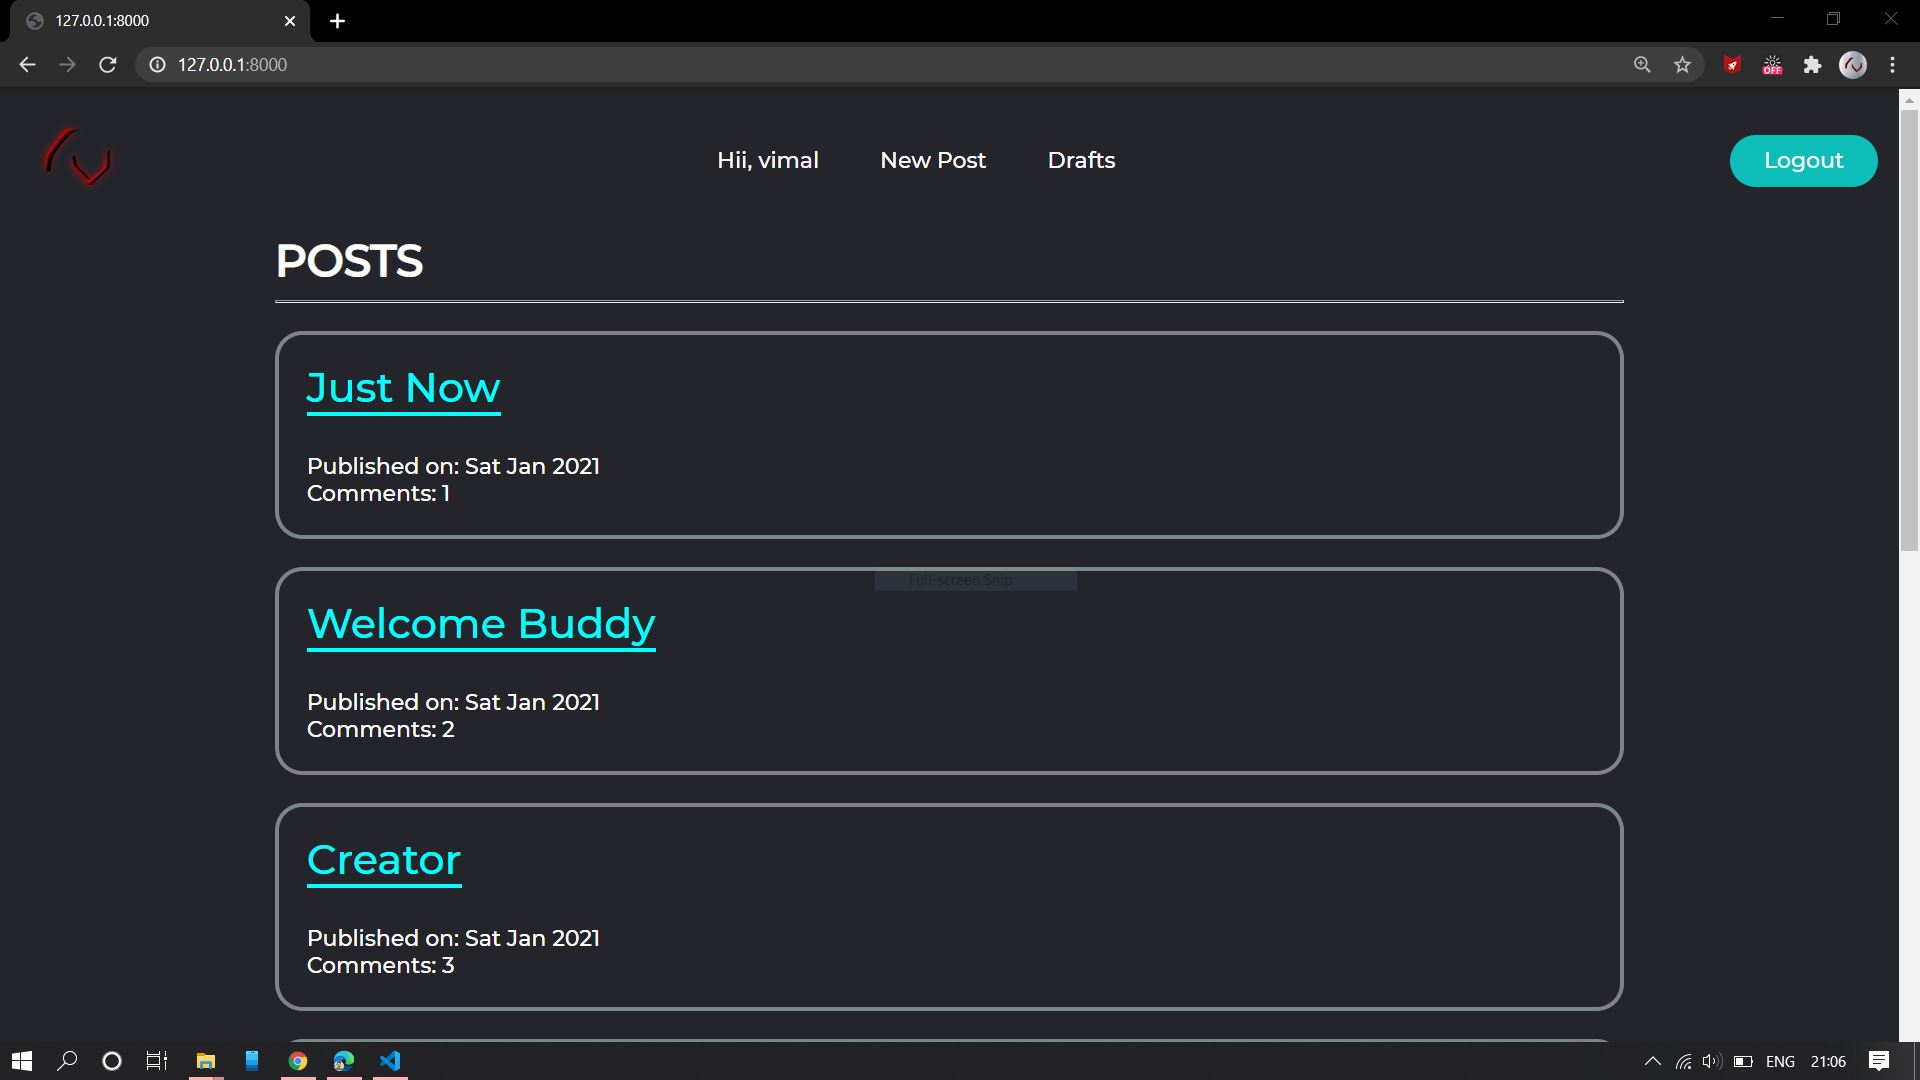 127.0.0.1:8000
127.0.0.1:8000
OFF
Hii, vimal
New Post
Drafts
Logout
POSTS
Just Now
Published on: Sat Jan 2021
Comments: 1
Full-screen Snip
Welcome Buddy
Published on: Sat Jan 2021
Comments: 2
Creator
Published on: Sat Jan 2021
Comments: 3
ENG
21:06